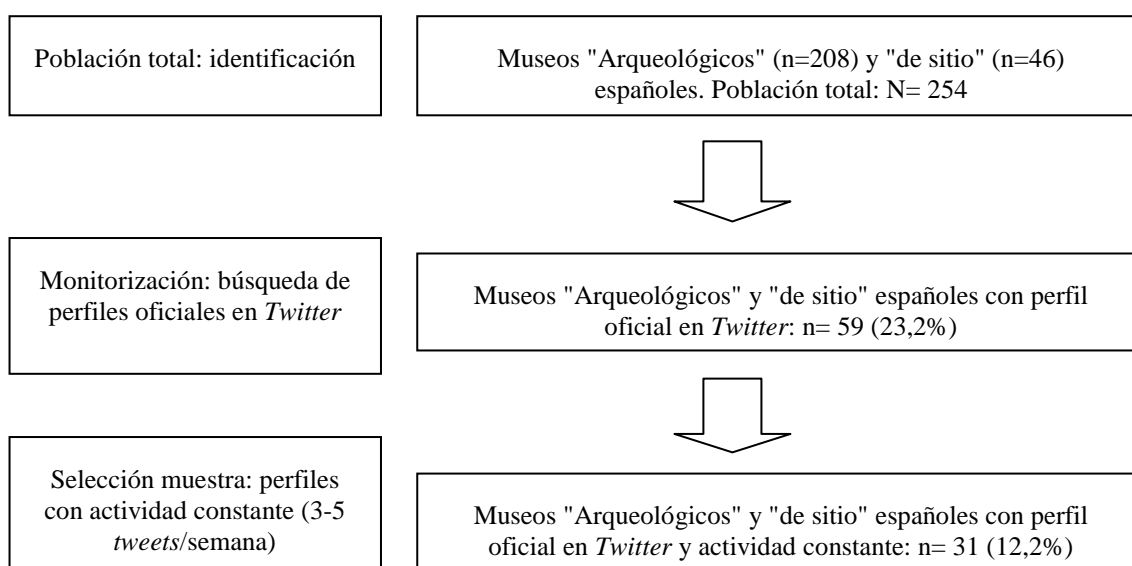 Población total: identificación
Museos "Arqueológicos" (n=208) y "de sitio" (n=46)
españoles. Población total: N= 254
Monitorización: búsqueda de
perfiles oficiales en Twitter
Museos "Arqueológicos" y "de sitio" españoles con perfil
oficial en Twitter: n= 59 (23,2%)
Selección muestra: perfiles
con actividad constante (3-5
tweets/semana)
Museos "Arqueológicos" y "de sitio" españoles con perfil
oficial en Twitter y actividad constante: n= 31 (12,2%)